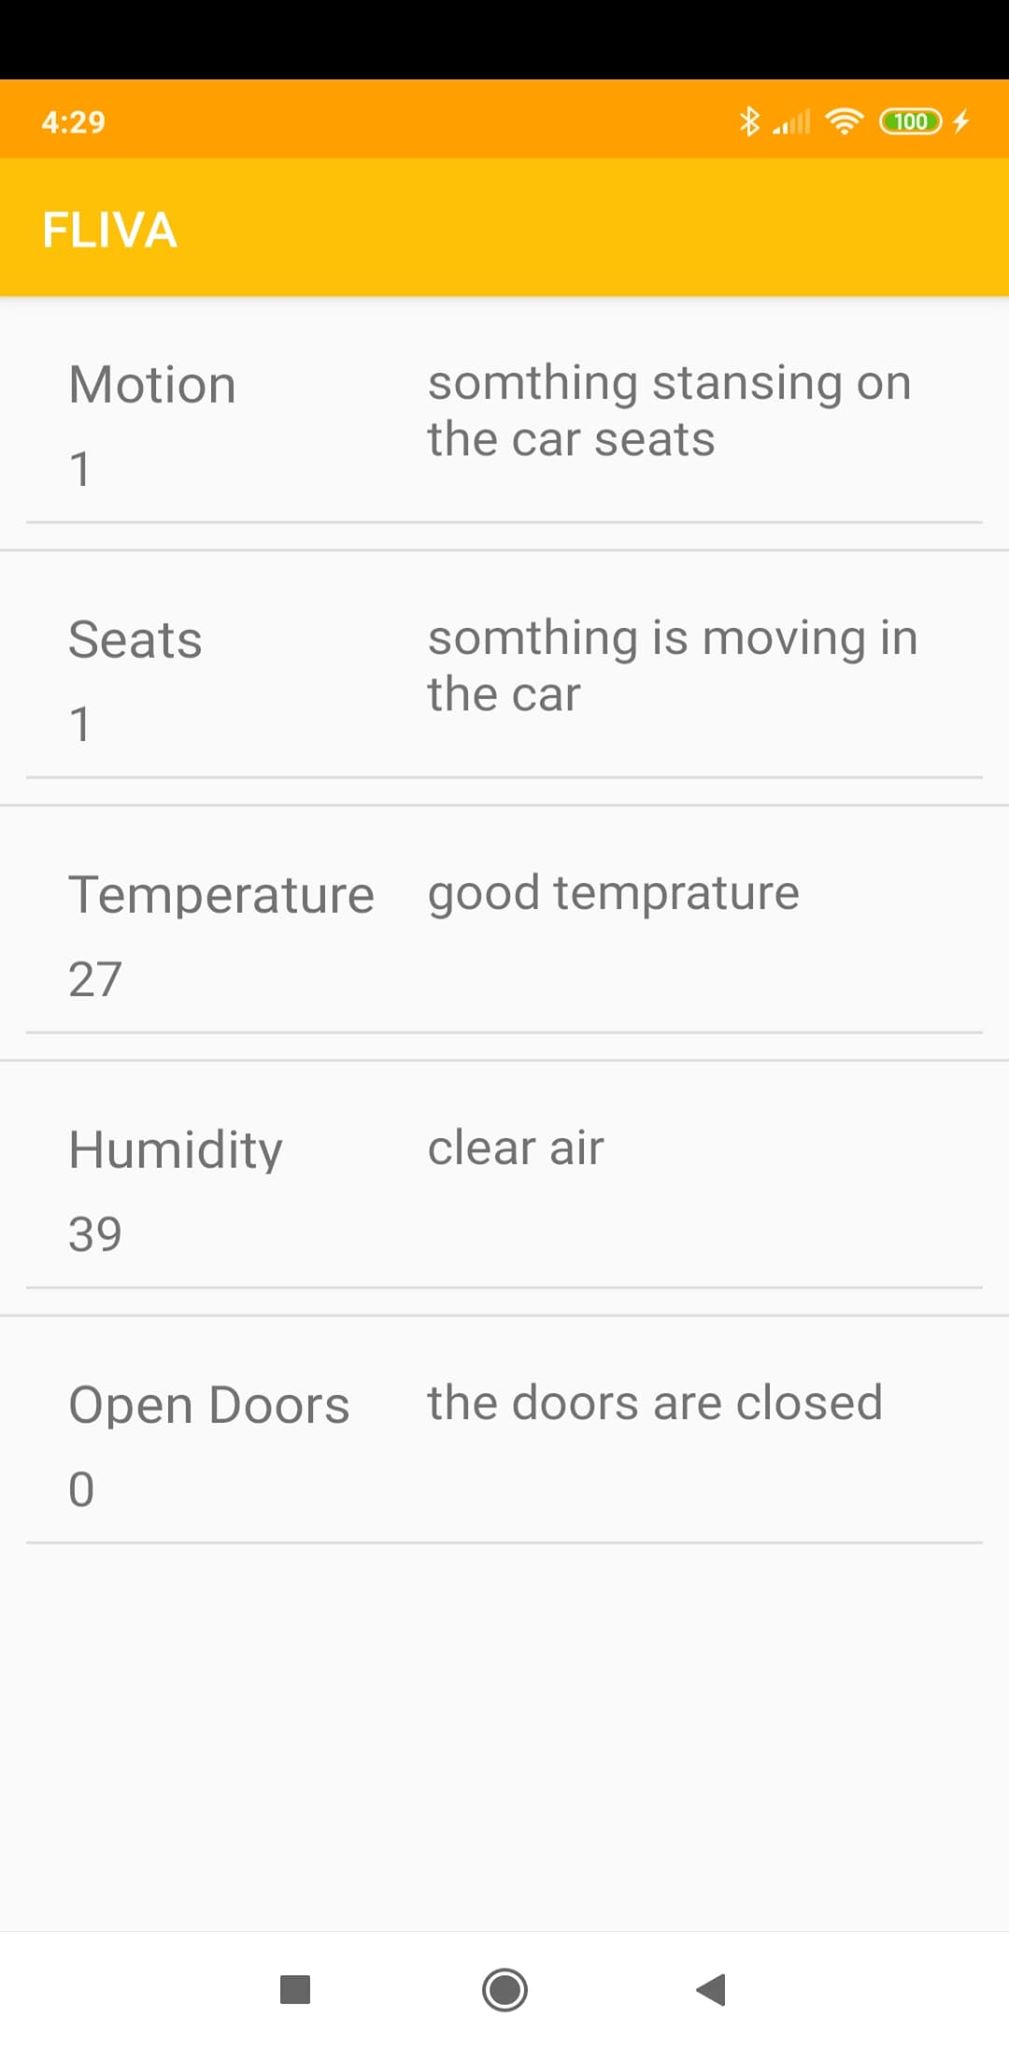 4:29
100
FLIVA
Motion
somthing stansing on
the car seats
1
Seats
somthing is moving in
the car
1
Temperature
good temprature
27
Humidity
clear air
39
Open Doors
the doors are closed
0